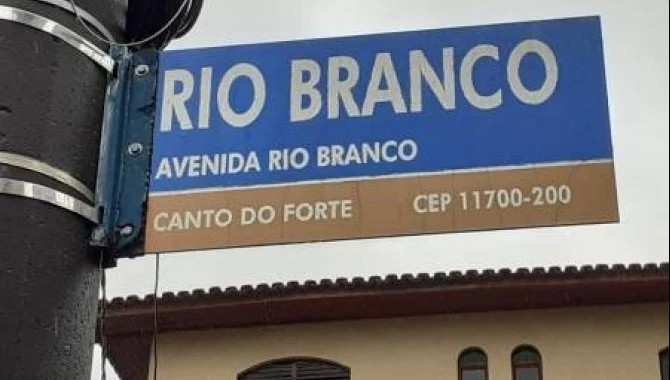 RIO BRANCO
AVENIDA RIO BRANCO
CANTO DO FORTE CEP 11700-200